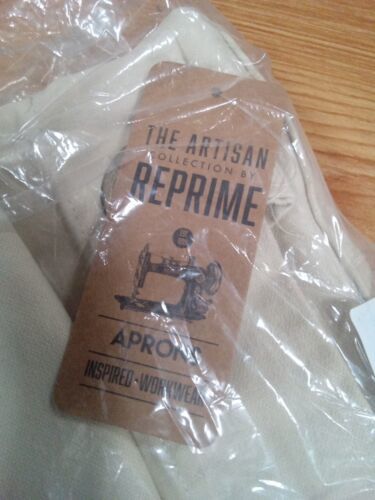 THE ARTISAN
COLLECTION BY
REPRIME
APRONS
INSPIRED · WORKWEAR